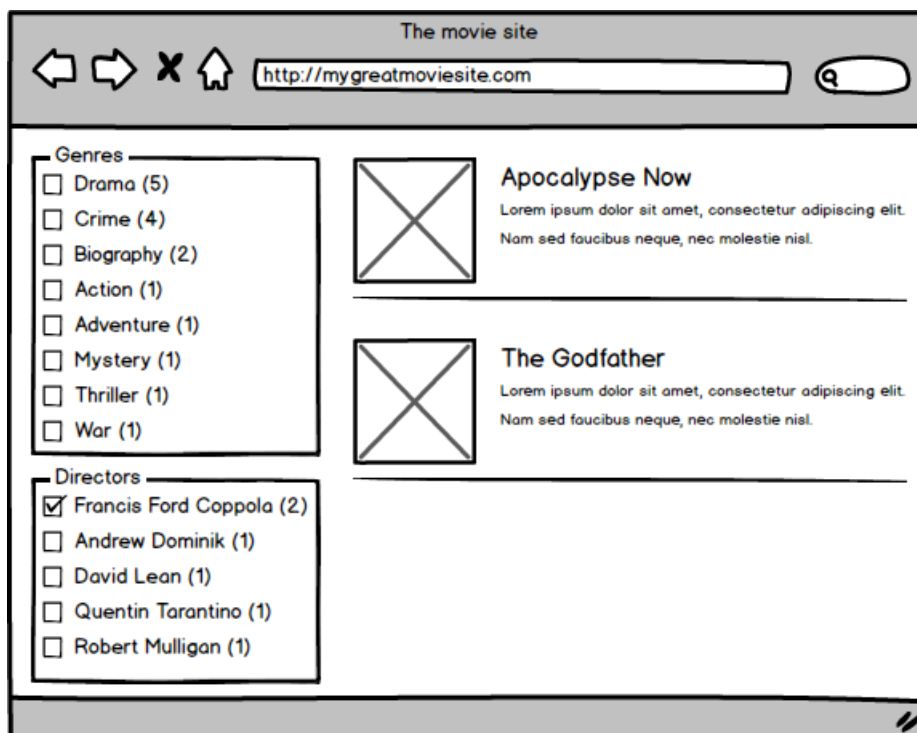 The movie site
http://mygreatmoviesite.com
Genres
Drama (5)
Crime (4)
Biography (2)
Action (1)
Adventure (1)
Mystery (1)
Thriller (1)
War (1)
Directors
Francis Ford Coppola (2)
Andrew Dominik (1)
David Lean (1)
Quentin Tarantino (1)
Robert Mulligan (1)
Apocalypse Now
Lorem ipsum dolor sit amet, consectetur adipiscing elit.
Nam sed faucibus neque, nec molestie nisl.
The Godfather
Lorem ipsum dolor sit amet, consectetur adipiscing elit.
Nam sed faucibus neque, nec molestie nisl.